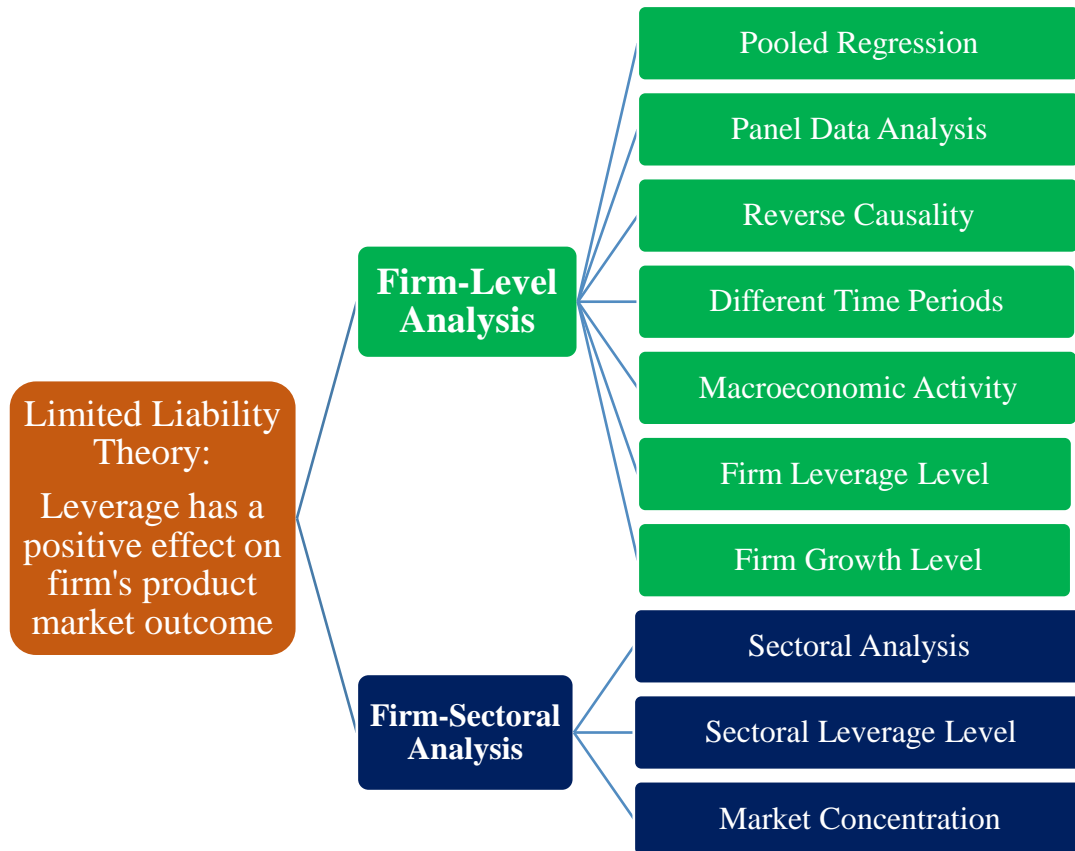 Limited Liability
Theory:
Leverage has a
positive effect on
firm's product
market outcome
Firm-Level
Analysis
Pooled Regression
Panel Data Analysis
Reverse Causality
Different Time Periods
Macroeconomic Activity
Firm Leverage Level
Firm Growth Level
Firm-Sectoral
Analysis
Sectoral Analysis
Sectoral Leverage Level
Market Concentration